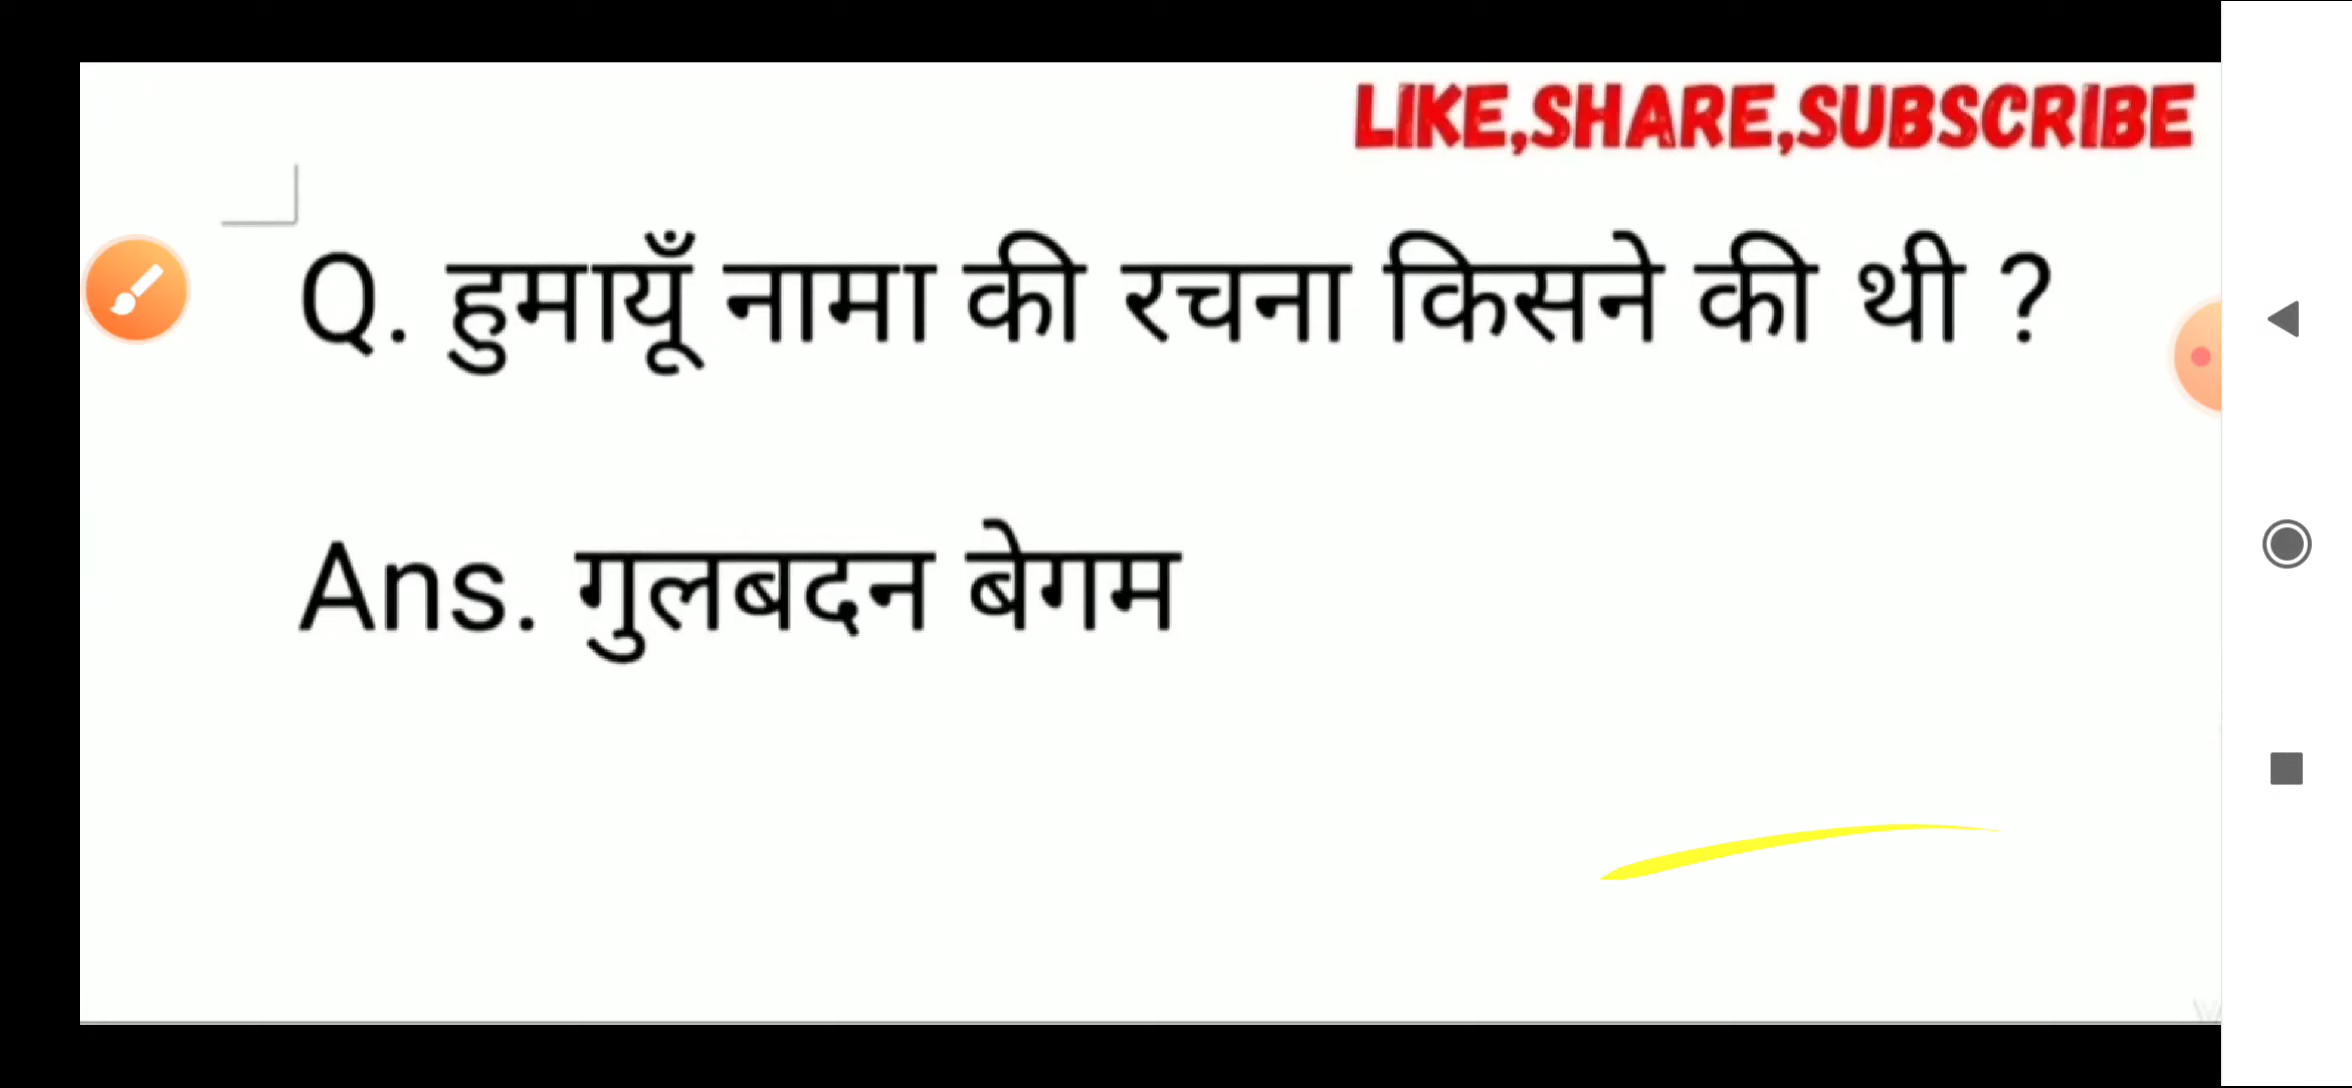 LIKE,SHARE,SUBSCRIBE
Q. हुमायूँ नामा की रचना किसने की थी ?
Ans. गुलबदन बेगम